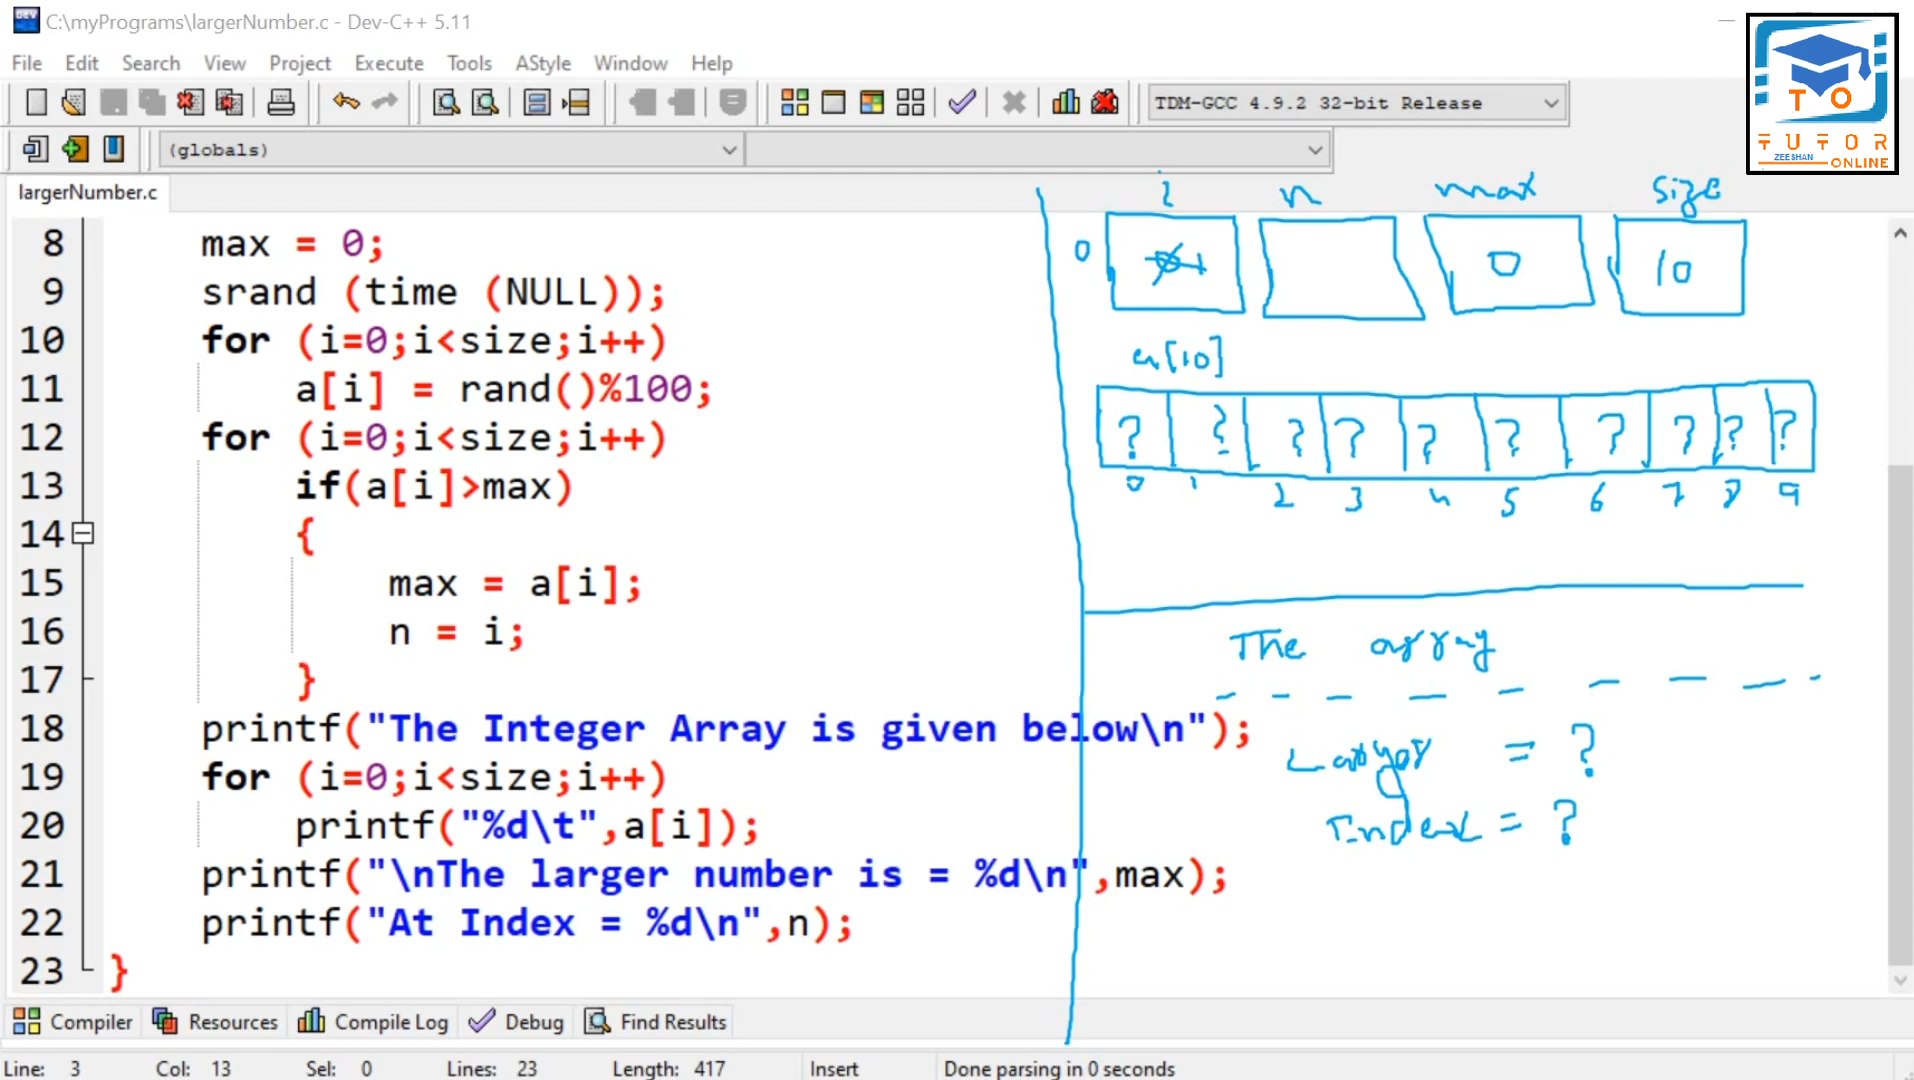 C:\myPrograms\largerNumber.c - Dev-C++ 5.11
File Edit Search View Project Execute Tools AStyle Window Help
TDM-GCC 4.9.2 32-bit Release
(globals)
TO
TUTOR
ZEESHAN ONLINE
largerNumber.c
8 max = 0;
9 srand (time (NULL));
10 for (i=0;i<size;i++)
11 a[i] = rand()%100;
12 for (i=0;i<size;i++)
13 if(a[i]>max)
14 {
15 max = a[i];
16 n = i;
17 }
18 printf("The Integer Array is given below\n");
19 for (i=0;i<size;i++)
20 printf("%d\t",a[i]);
21 printf("\nThe larger number is = %d\n",max);
22 printf("At Index = %d\n",n);
23 }
i n max size
0 0 1 0 10
a[10]
? ? ? ? ? ? ? ? ? ?
0 1 2 3 4 5 6 7 8 9
The array
- - - - - - - - -
Larger = ?
Index = ?
Compiler Resources Compile Log Debug Find Results
Line: 3 Col: 13 Sel: 0 Lines: 23 Length: 417 Insert Done parsing in 0 seconds